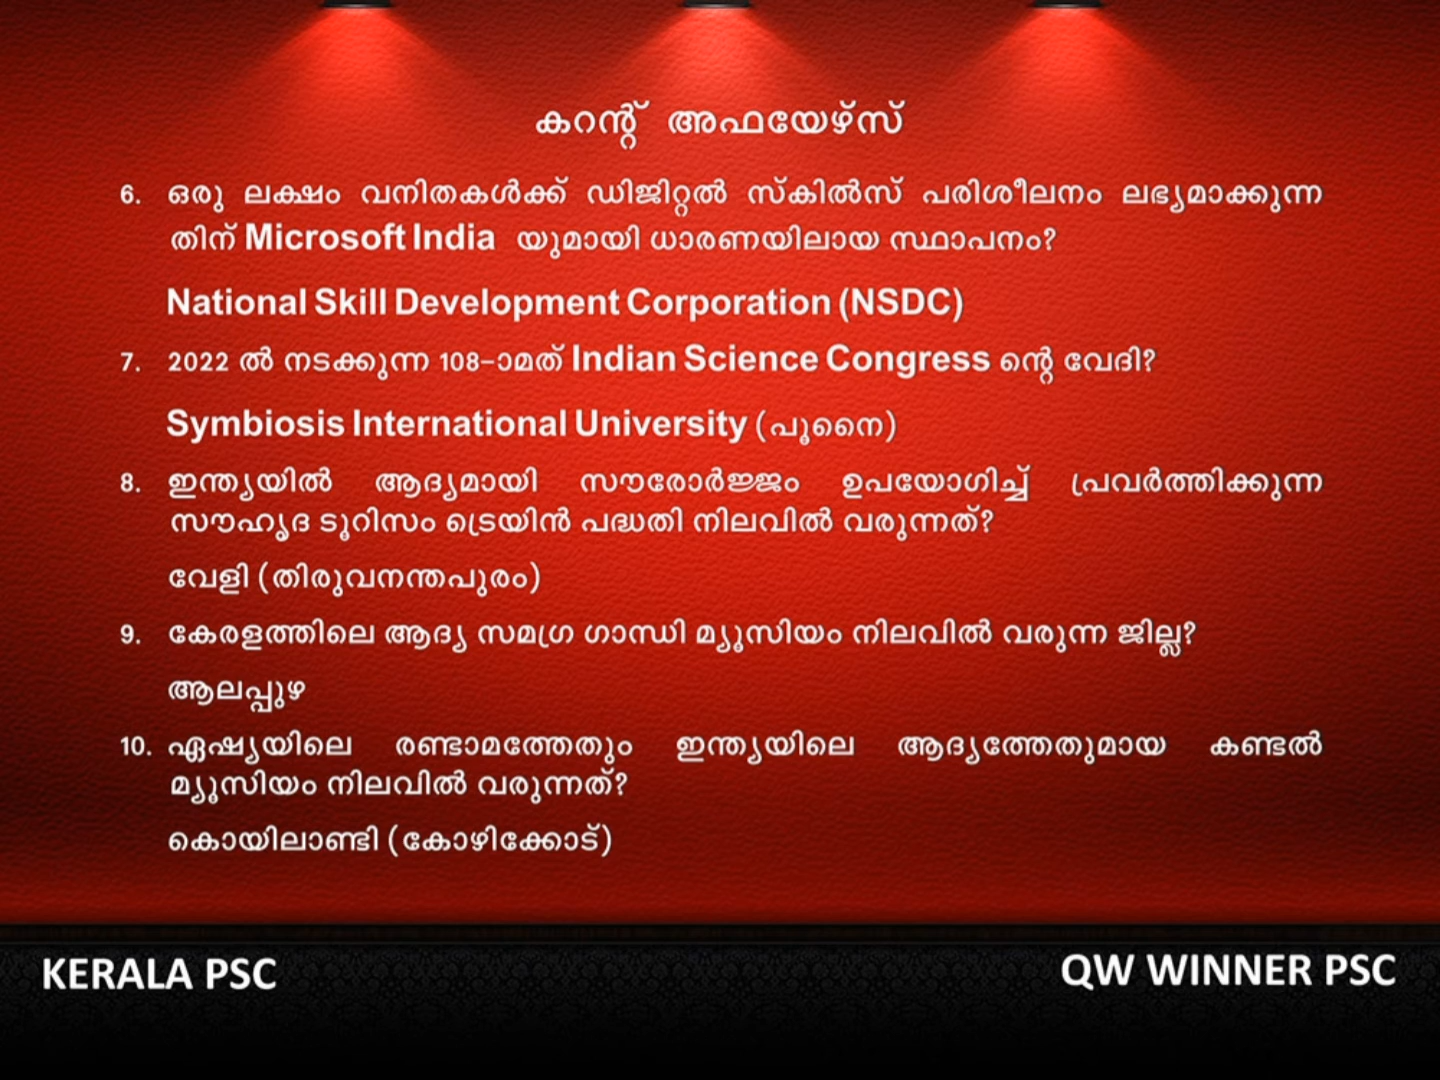 കറന്റ് അഫയേഴ്സ്
6. ഒരു ലക്ഷം വനിതകൾക്ക് ഡിജിറ്റൽ സ്കിൽസ് പരിശീലനം ലഭ്യമാക്കുന്ന
തിന് Microsoft India യുമായി ധാരണയിലായ സ്ഥാപനം?
National Skill Development Corporation (NSDC)
7. 2022 ൽ നടക്കുന്ന 108-ാമത് Indian Science Congress ന്റെ വേദി?
Symbiosis International University (പൂനൈ)
8. ഇന്ത്യയിൽ ആദ്യമായി സൗരോർജ്ജം ഉപയോഗിച്ച് പ്രവർത്തിക്കുന്ന
സൗഹൃദ ടൂറിസം ട്രെയിൻ പദ്ധതി നിലവിൽ വരുന്നത്?
വേളി (തിരുവനന്തപുരം)
9. കേരളത്തിലെ ആദ്യ സമഗ്ര ഗാന്ധി മ്യൂസിയം നിലവിൽ വരുന്ന ജില്ല?
ആലപ്പുഴ
10. ഏഷ്യയിലെ രണ്ടാമത്തേതും ഇന്ത്യയിലെ ആദ്യത്തേതുമായ കണ്ടൽ
മ്യൂസിയം നിലവിൽ വരുന്നത്?
കൊയിലാണ്ടി (കോഴിക്കോട്)
KERALA PSC
QW WINNER PSC